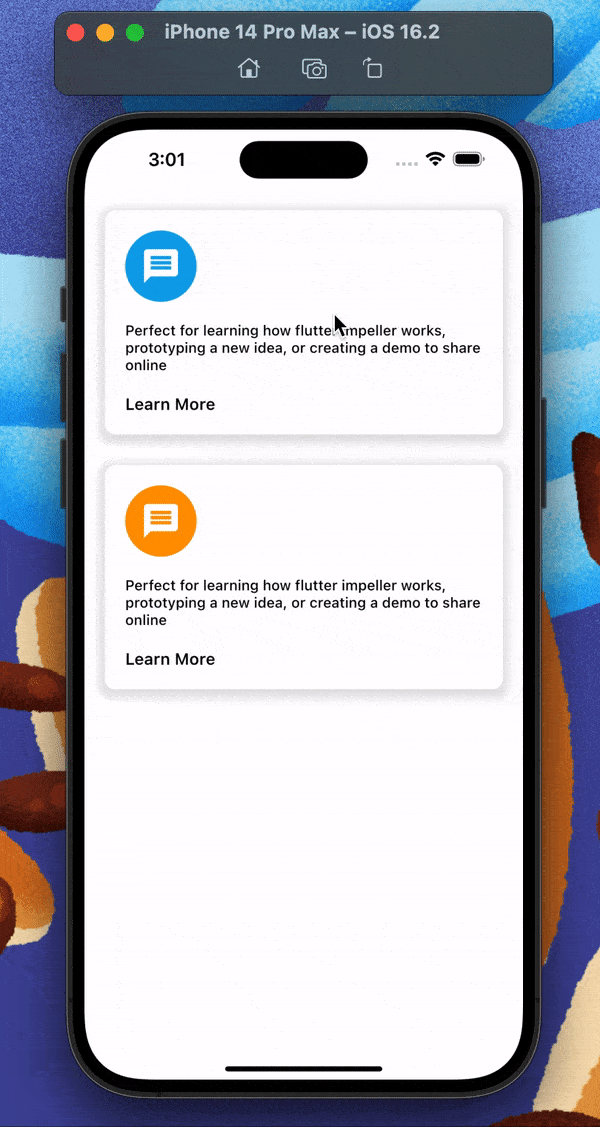 iPhone 14 Pro Max – iOS 16.2
3:01
Perfect for learning how flutter impeller works,
prototyping a new idea, or creating a demo to share
online
Learn More
Perfect for learning how flutter impeller works,
prototyping a new idea, or creating a demo to share
online
Learn More